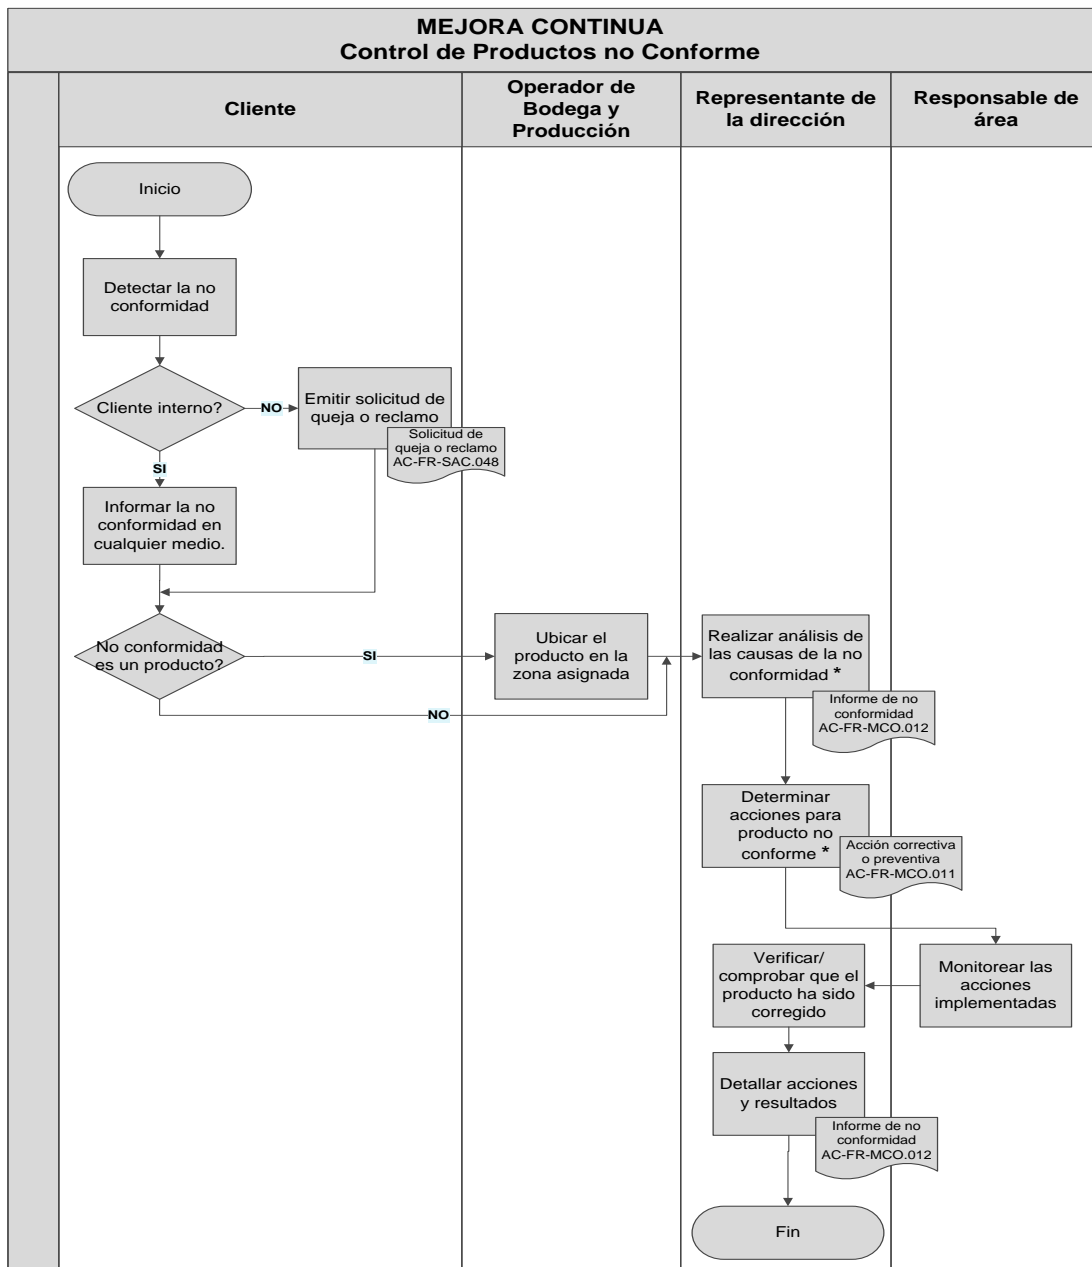 MEJORA CONTINUA
Control de Productos no Conforme
Cliente
Operador de
Bodega y
Producción
Representante de
la dirección
Responsable de
área
Inicio
Detectar la no
conformidad
Cliente interno?
NO
Emitir solicitud de
queja o reclamo
Solicitud de
queja o reclamo
AC-FR-SAC.048
SI
Informar la no
conformidad en
cualquier medio.
No conformidad
es un producto?
SI
NO
Ubicar el
producto en la
zona asignada
Realizar análisis de
las causas de la no
conformidad *
Informe de no
conformidad
AC-FR-MCO.012
Determinar
acciones para
producto no
conforme *
Acción correctiva
o preventiva
AC-FR-MCO.011
Monitorear las
acciones
implementadas
Verificar/
comprobar que el
producto ha sido
corregido
Detallar acciones
y resultados
Informe de no
conformidad
AC-FR-MCO.012
Fin